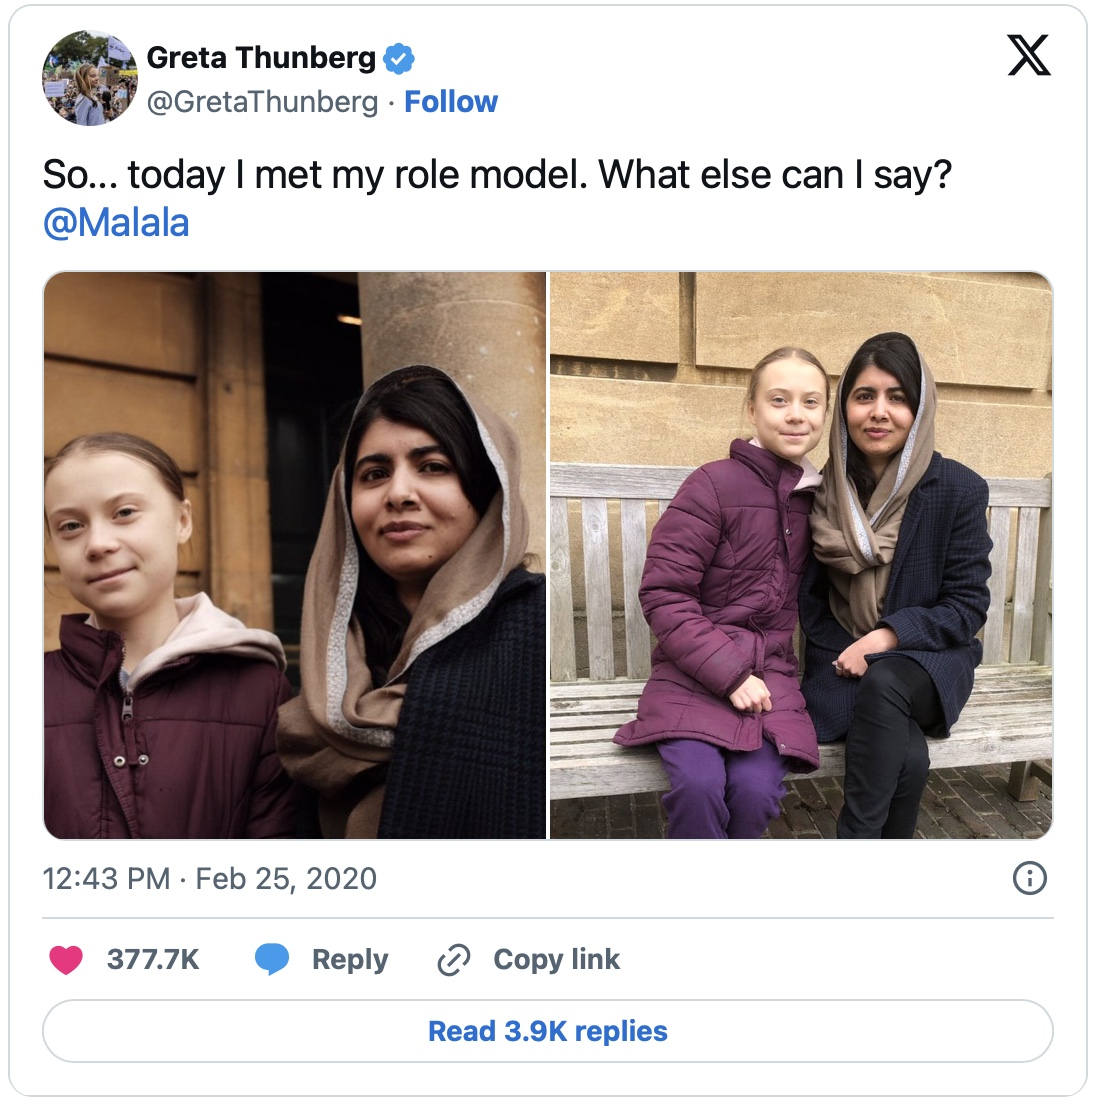 Greta Thunberg
@GretaThunberg · Follow
So... today I met my role model. What else can I say?
@Malala
12:43 PM · Feb 25, 2020
377.7K Reply Copy link
Read 3.9K replies